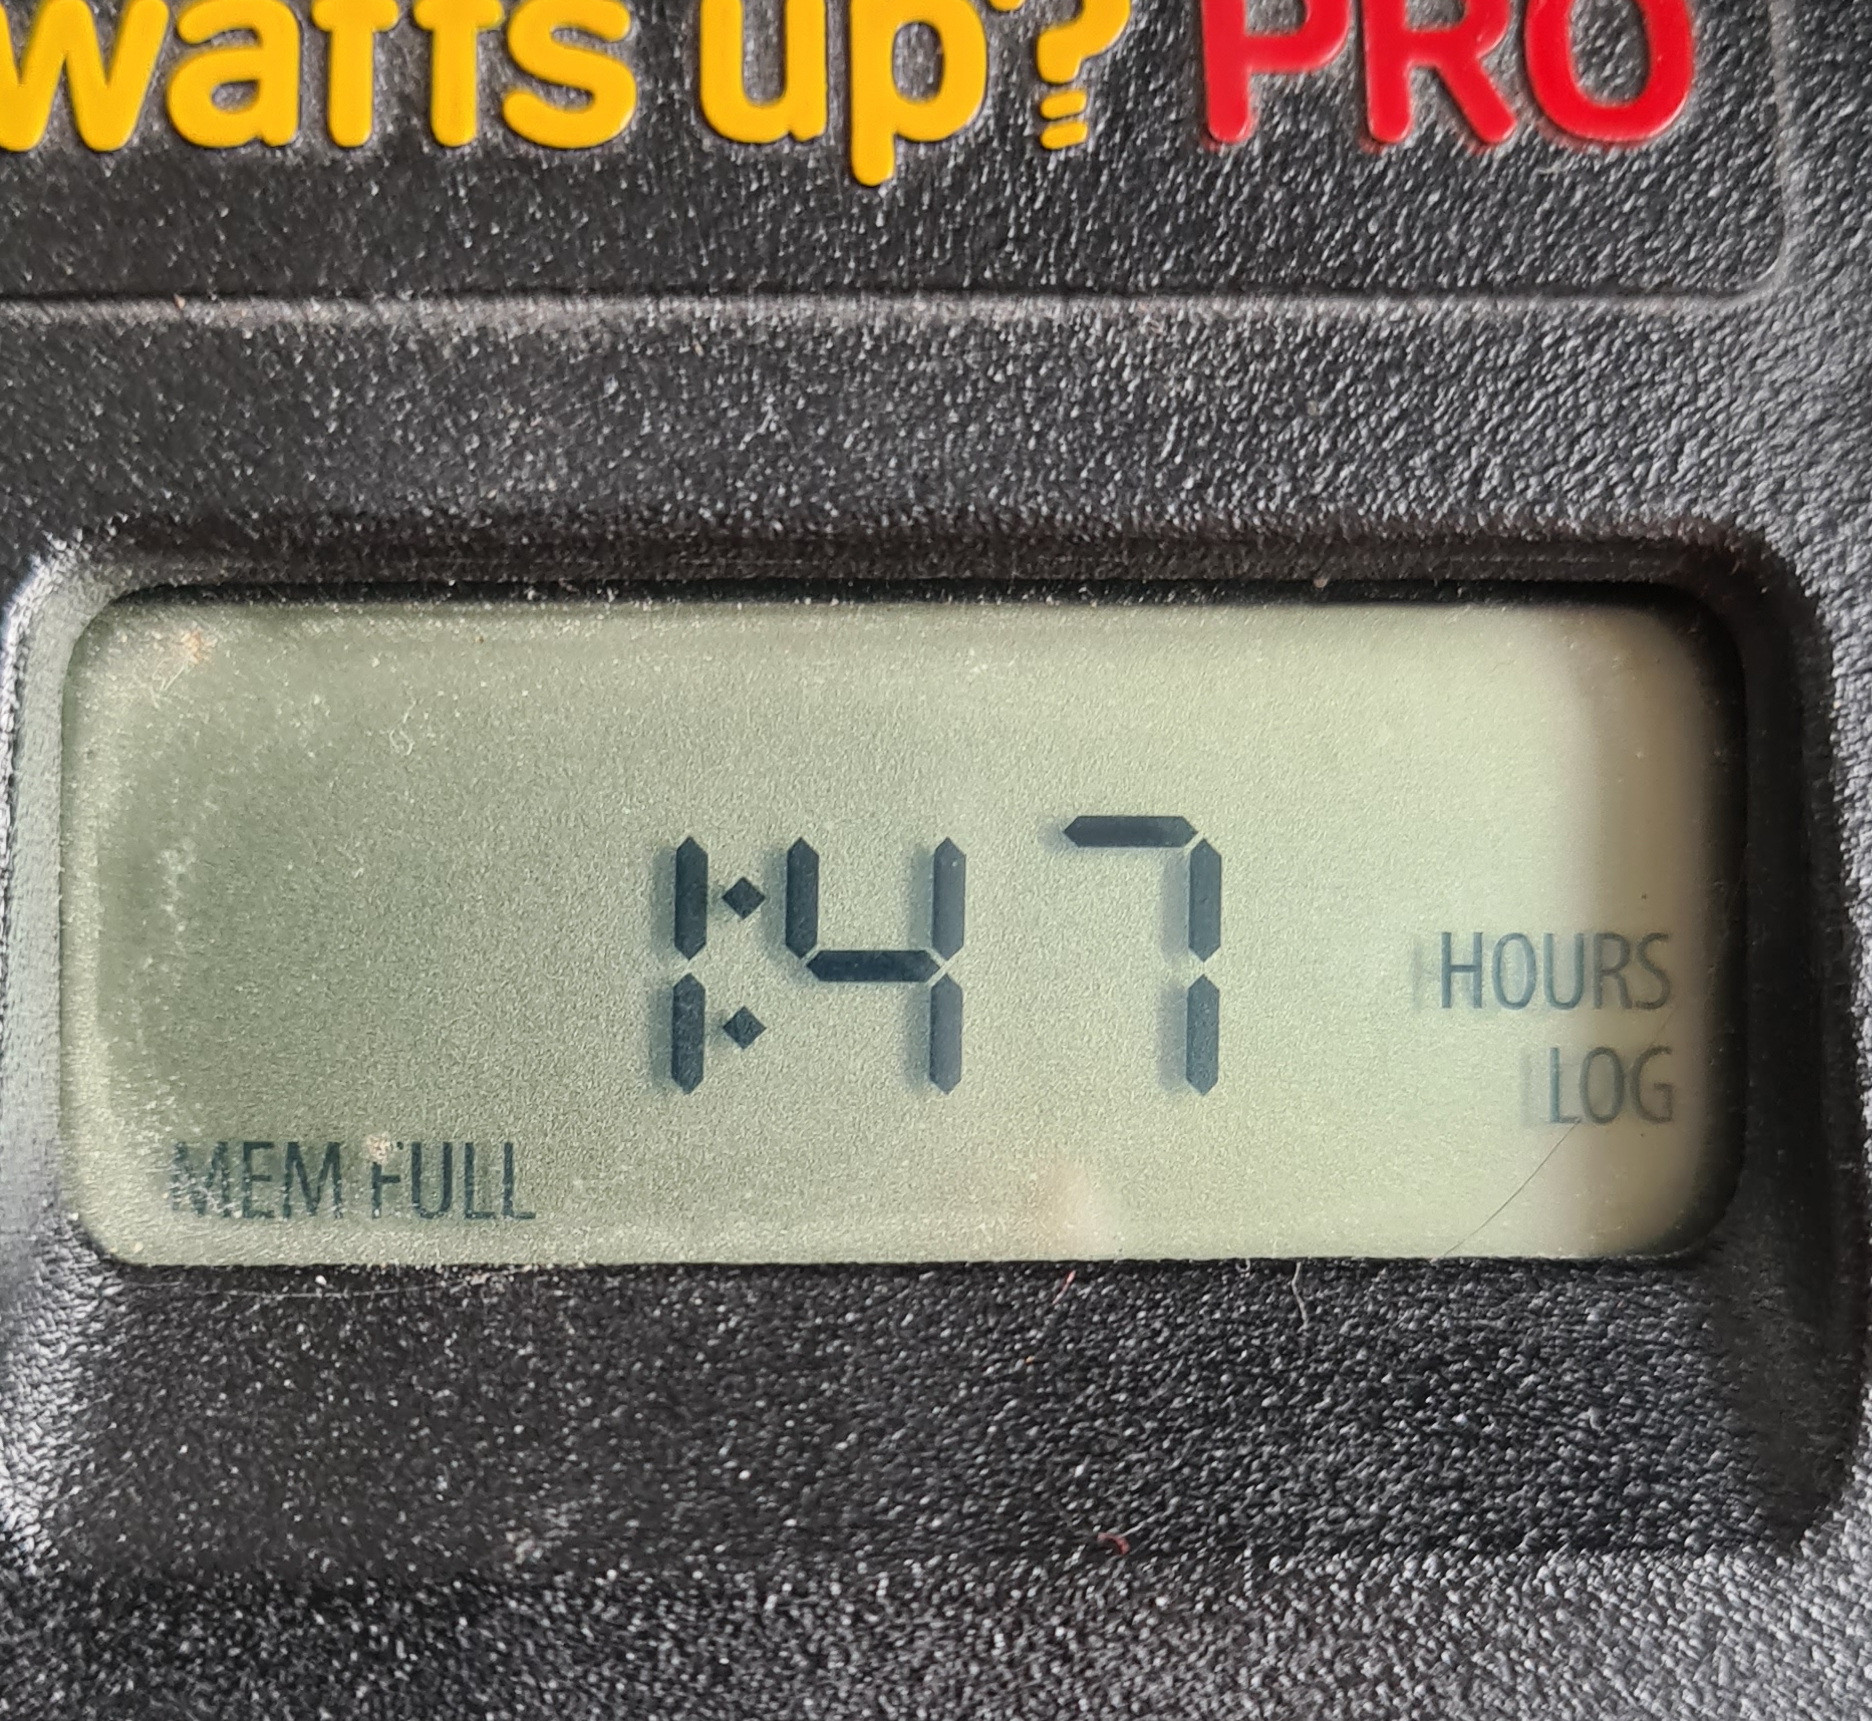 watts up? PRO
1:47
HOURS
LOG
MEM FULL